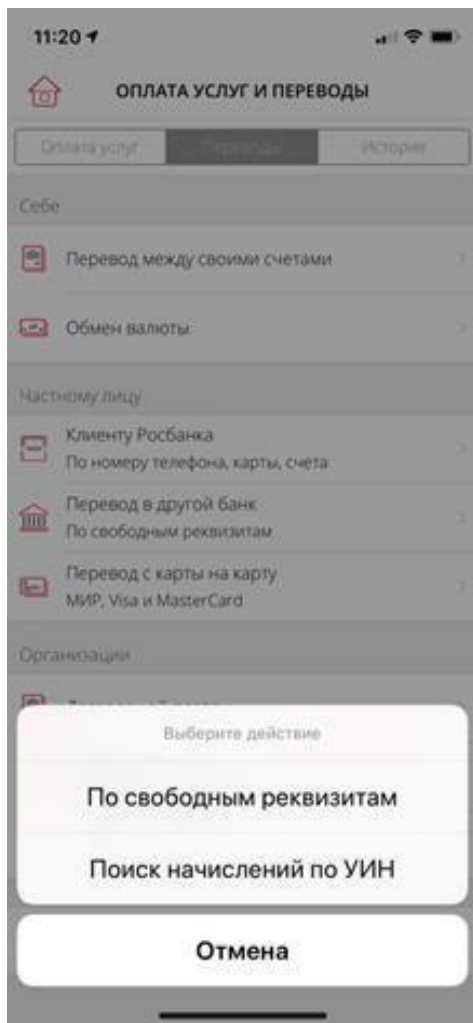 11:20
ОПЛАТА УСЛУГ И ПЕРЕВОДЫ
Оплата услуг Переводы История
Себе
Перевод между своими счетами
Обмен валюты
Частному лицу
Клиенту Росбанка
По номеру телефона, карты, счета
Перевод в другой банк
По свободным реквизитам
Перевод с карты на карту
МИР, Visa и MasterCard
Организации
Выберите действие
По свободным реквизитам
Поиск начислений по УИН
Отмена